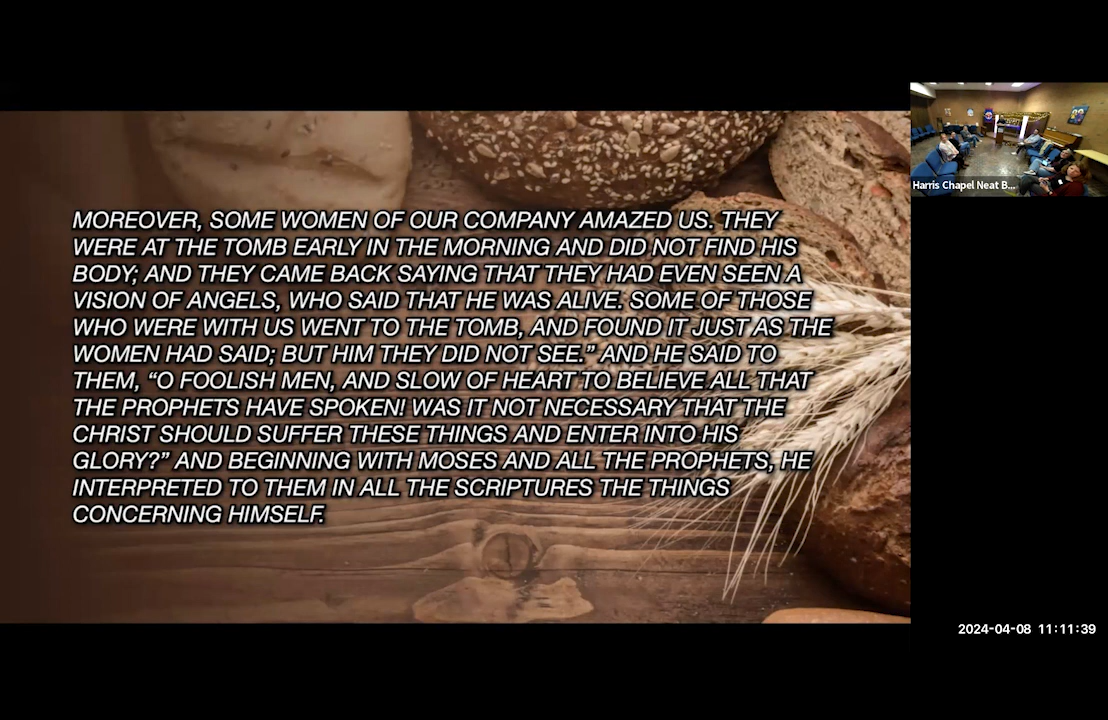 MOREOVER, SOME WOMEN OF OUR COMPANY AMAZED US. THEY
WERE AT THE TOMB EARLY IN THE MORNING AND DID NOT FIND HIS
BODY; AND THEY CAME BACK SAYING THAT THEY HAD EVEN SEEN A
VISION OF ANGELS, WHO SAID THAT HE WAS ALIVE. SOME OF THOSE
WHO WERE WITH US WENT TO THE TOMB, AND FOUND IT JUST AS THE
WOMEN HAD SAID; BUT HIM THEY DID NOT SEE.” AND HE SAID TO
THEM, “O FOOLISH MEN, AND SLOW OF HEART TO BELIEVE ALL THAT
THE PROPHETS HAVE SPOKEN! WAS IT NOT NECESSARY THAT THE
CHRIST SHOULD SUFFER THESE THINGS AND ENTER INTO HIS
GLORY?” AND BEGINNING WITH MOSES AND ALL THE PROPHETS, HE
INTERPRETED TO THEM IN ALL THE SCRIPTURES THE THINGS
CONCERNING HIMSELF.
Harris Chapel Neat B...
2024-04-08 11:11:39